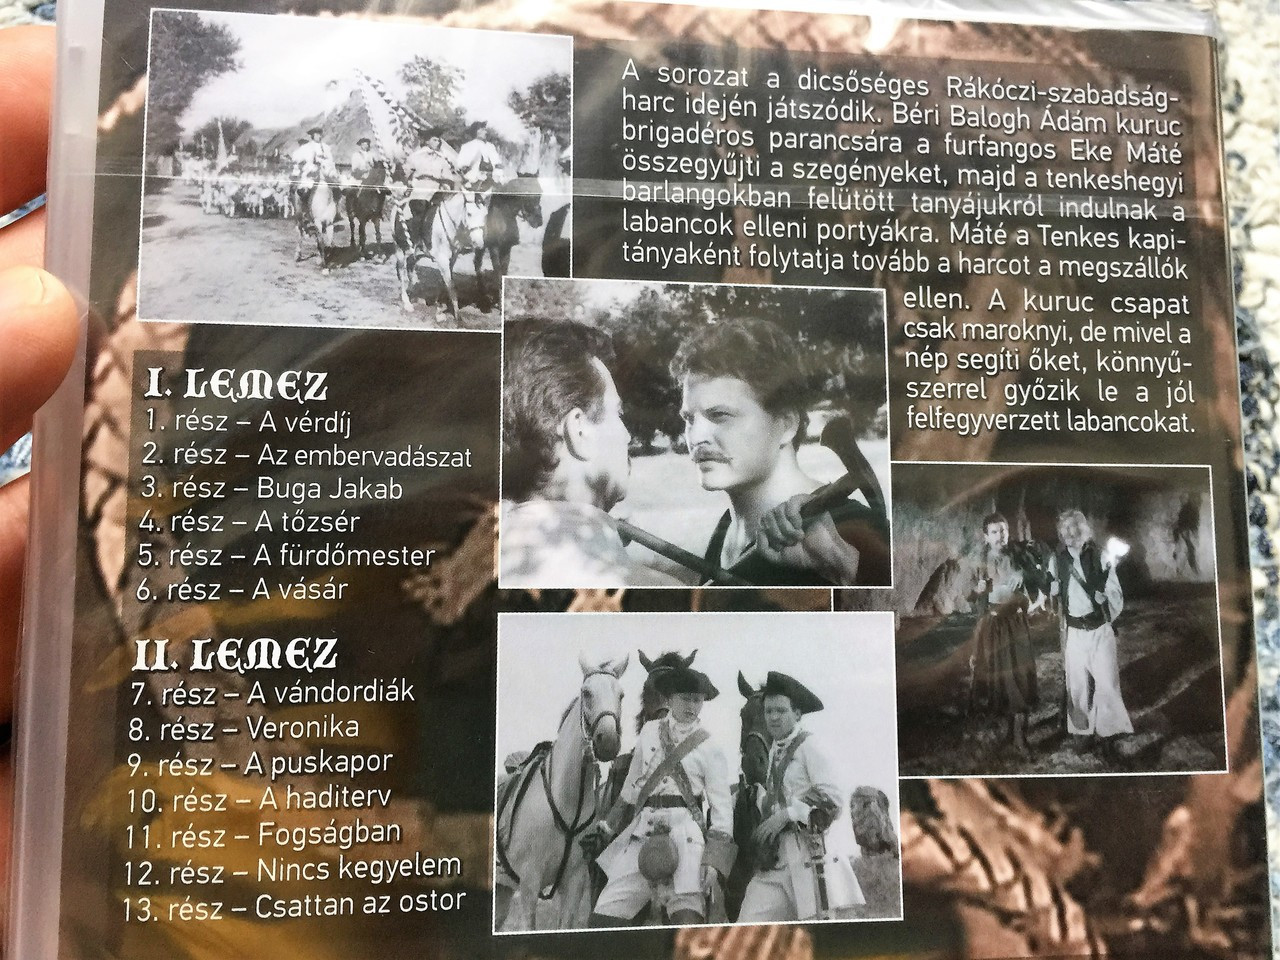 A sorozat a dicsőséges Rákóczi-szabadság-
harc idején játszódik. Béri Balogh Ádám kuruc
brigadéros parancsára a furfangos Eke Máté
összegyűjti a szegényeket, majd a tenkeshegyi
barlangokban felütött tanyájukról indulnak a
labancok elleni portyákra. Máté a Tenkes kapi-
tányaként folytatja tovább a harcot a megszállók
ellen. A kuruc csapat
csak maroknyi, de mivel a
nép segíti őket, könnyű-
szerrel győzik le a jól
felfegyverzett labancokat.
I. LEMEZ
1. rész – A vérdíj
2. rész – Az embervadászat
3. rész – Buga Jakab
4. rész – A tőzsér
5. rész – A fürdőmester
6. rész – A vásár
II. LEMEZ
7. rész – A vándordiák
8. rész – Veronika
9. rész – A puskapor
10. rész – A haditerv
11. rész – Fogságban
12. rész – Nincs kegyelem
13. rész – Csattan az ostor